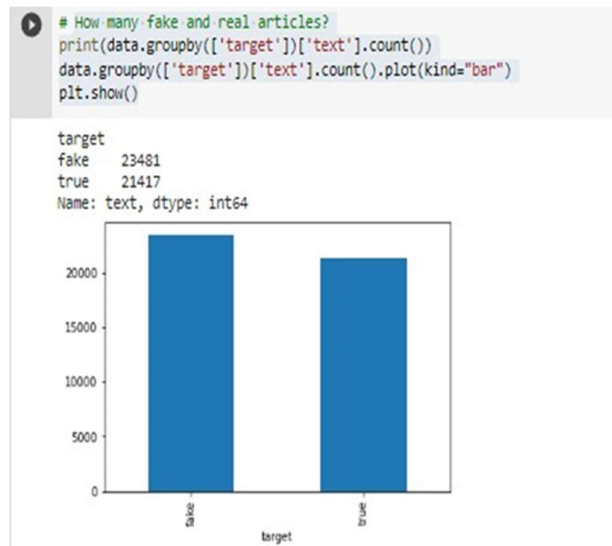 # How many fake and real articles?
print(data.groupby(['target'])['text'].count())
data.groupby(['target'])['text'].count().plot(kind="bar")
plt.show()
target
fake 23481
true 21417
Name: text, dtype: int64
20000
15000
10000
5000
0
fake
true
target